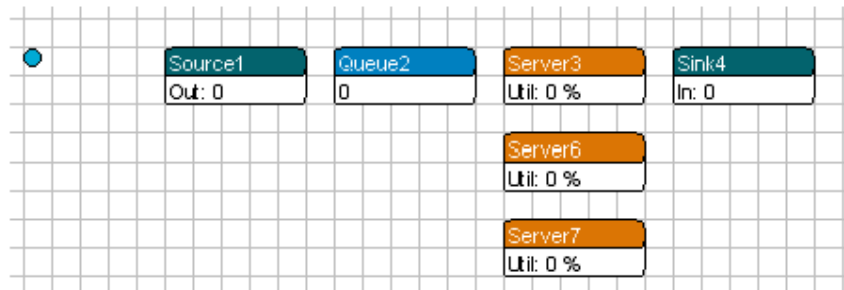 Source1
Out: 0
Queue2
0
Server3
Util: 0 %
Sink4
In: 0
Server6
Util: 0 %
Server7
Util: 0 %